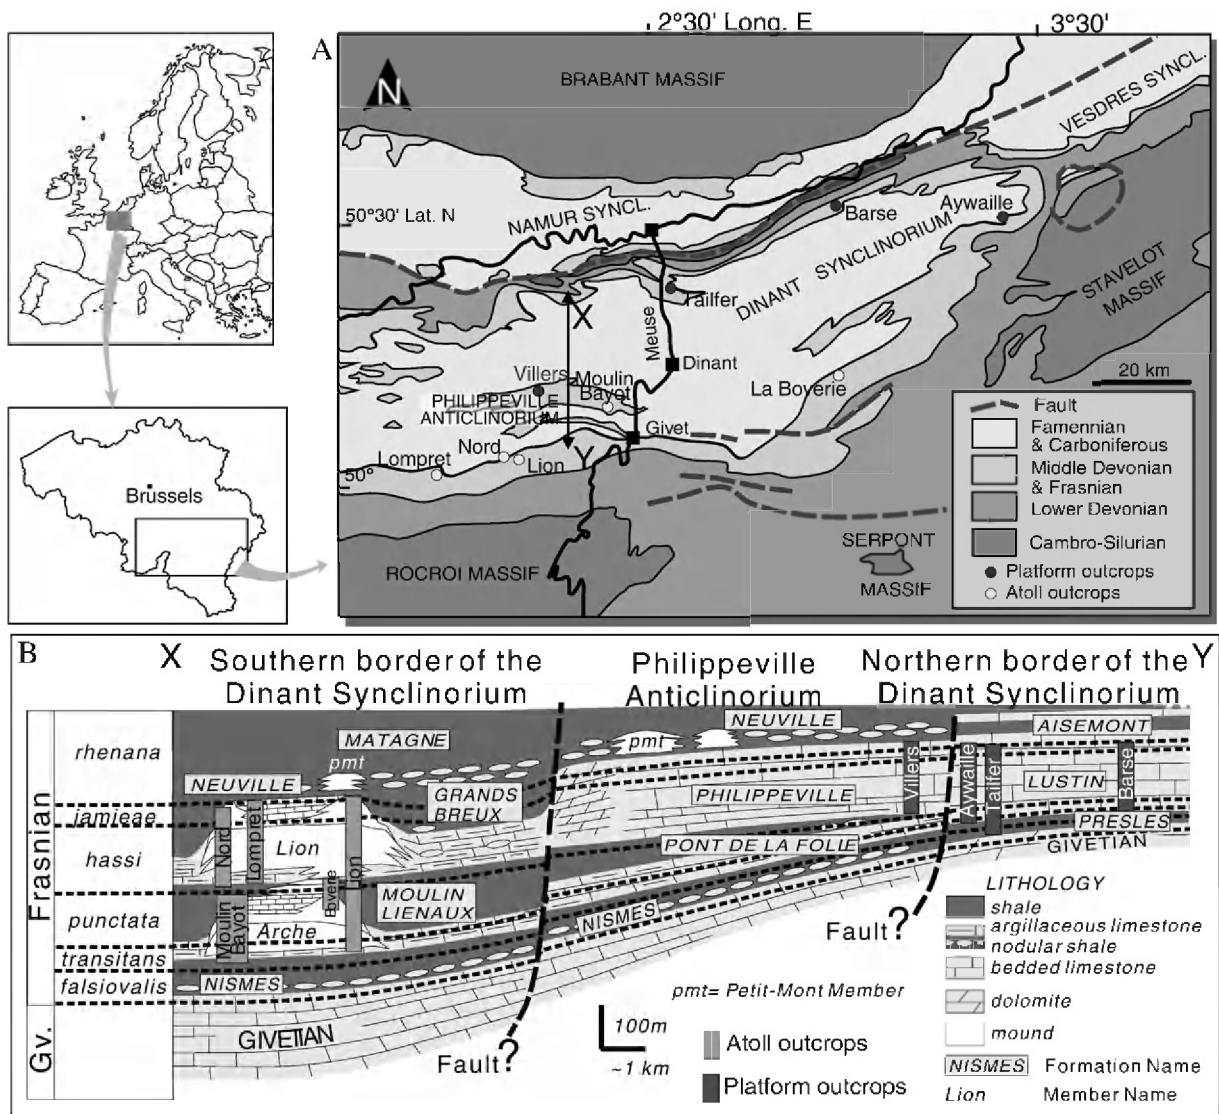 A
2°30' Long. E
3°30'
N
BRABANT MASSIF
VESDRES SYNCL.
50°30' Lat. N
NAMUR SYNCL.
Barse
Aywaille
DINANT SYNCLINORIUM
STAVELOT
MASSIF
Tailfer
X
Meuse
Dinant
20 km
Villers
Moulin
Bayot
La Boverie
PHILIPPEVILLE
ANTICLINORIUM
Givet
Nord
Lompret
Lion
Y
50°
Brussels
ROCROI MASSIF
SERPONT
MASSIF
Fault
Famennian
& Carboniferous
Middle Devonian
& Frasnian
Lower Devonian
Cambro-Silurian
Platform outcrops
Atoll outcrops
B
X
Southern border of the
Dinant Synclinorium
Philippeville
Anticlinorium
Northern border of the
Dinant Synclinorium
Y
Frasnian
Gv.
rhenana
jamieae
hassi
punctata
transitans
falsiovalis
MATAGNE
pmt
NEUVILLE
GRANDS
BREUX
Nord
Lompret
Lion
Lion
Boverie
Moulin
Bayot
Arche
MOULIN
LIENAUX
NISMES
GIVETIAN
Fault?
NEUVILLE
pmt
PHILIPPEVILLE
PONT DE LA FOLIE
NISMES
Villers
Aywaille
Tailfer
Barse
AISEMONT
LUSTIN
PRESLES
GIVETIAN
Fault?
pmt= Petit-Mont Member
100m
~1 km
Atoll outcrops
Platform outcrops
LITHOLOGY
shale
argillaceous limestone
nodular shale
bedded limestone
dolomite
mound
NISMES Formation Name
Lion Member Name